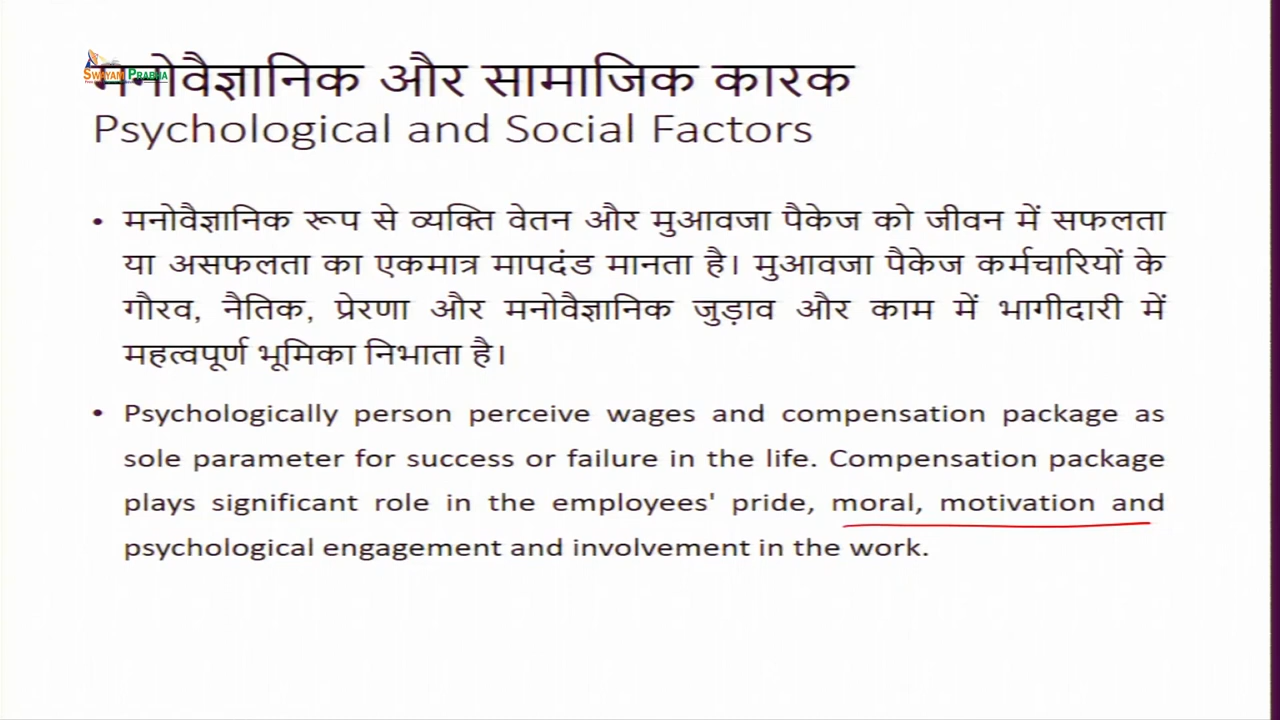 SWAYAM PRABHA
मनोवैज्ञानिक और सामाजिक कारक
Psychological and Social Factors
• मनोवैज्ञानिक रूप से व्यक्ति वेतन और मुआवजा पैकेज को जीवन में सफलता
या असफलता का एकमात्र मापदंड मानता है। मुआवजा पैकेज कर्मचारियों के
गौरव, नैतिक, प्रेरणा और मनोवैज्ञानिक जुड़ाव और काम में भागीदारी में
महत्वपूर्ण भूमिका निभाता है।
• Psychologically person perceive wages and compensation package as
sole parameter for success or failure in the life. Compensation package
plays significant role in the employees' pride, moral, motivation and
psychological engagement and involvement in the work.